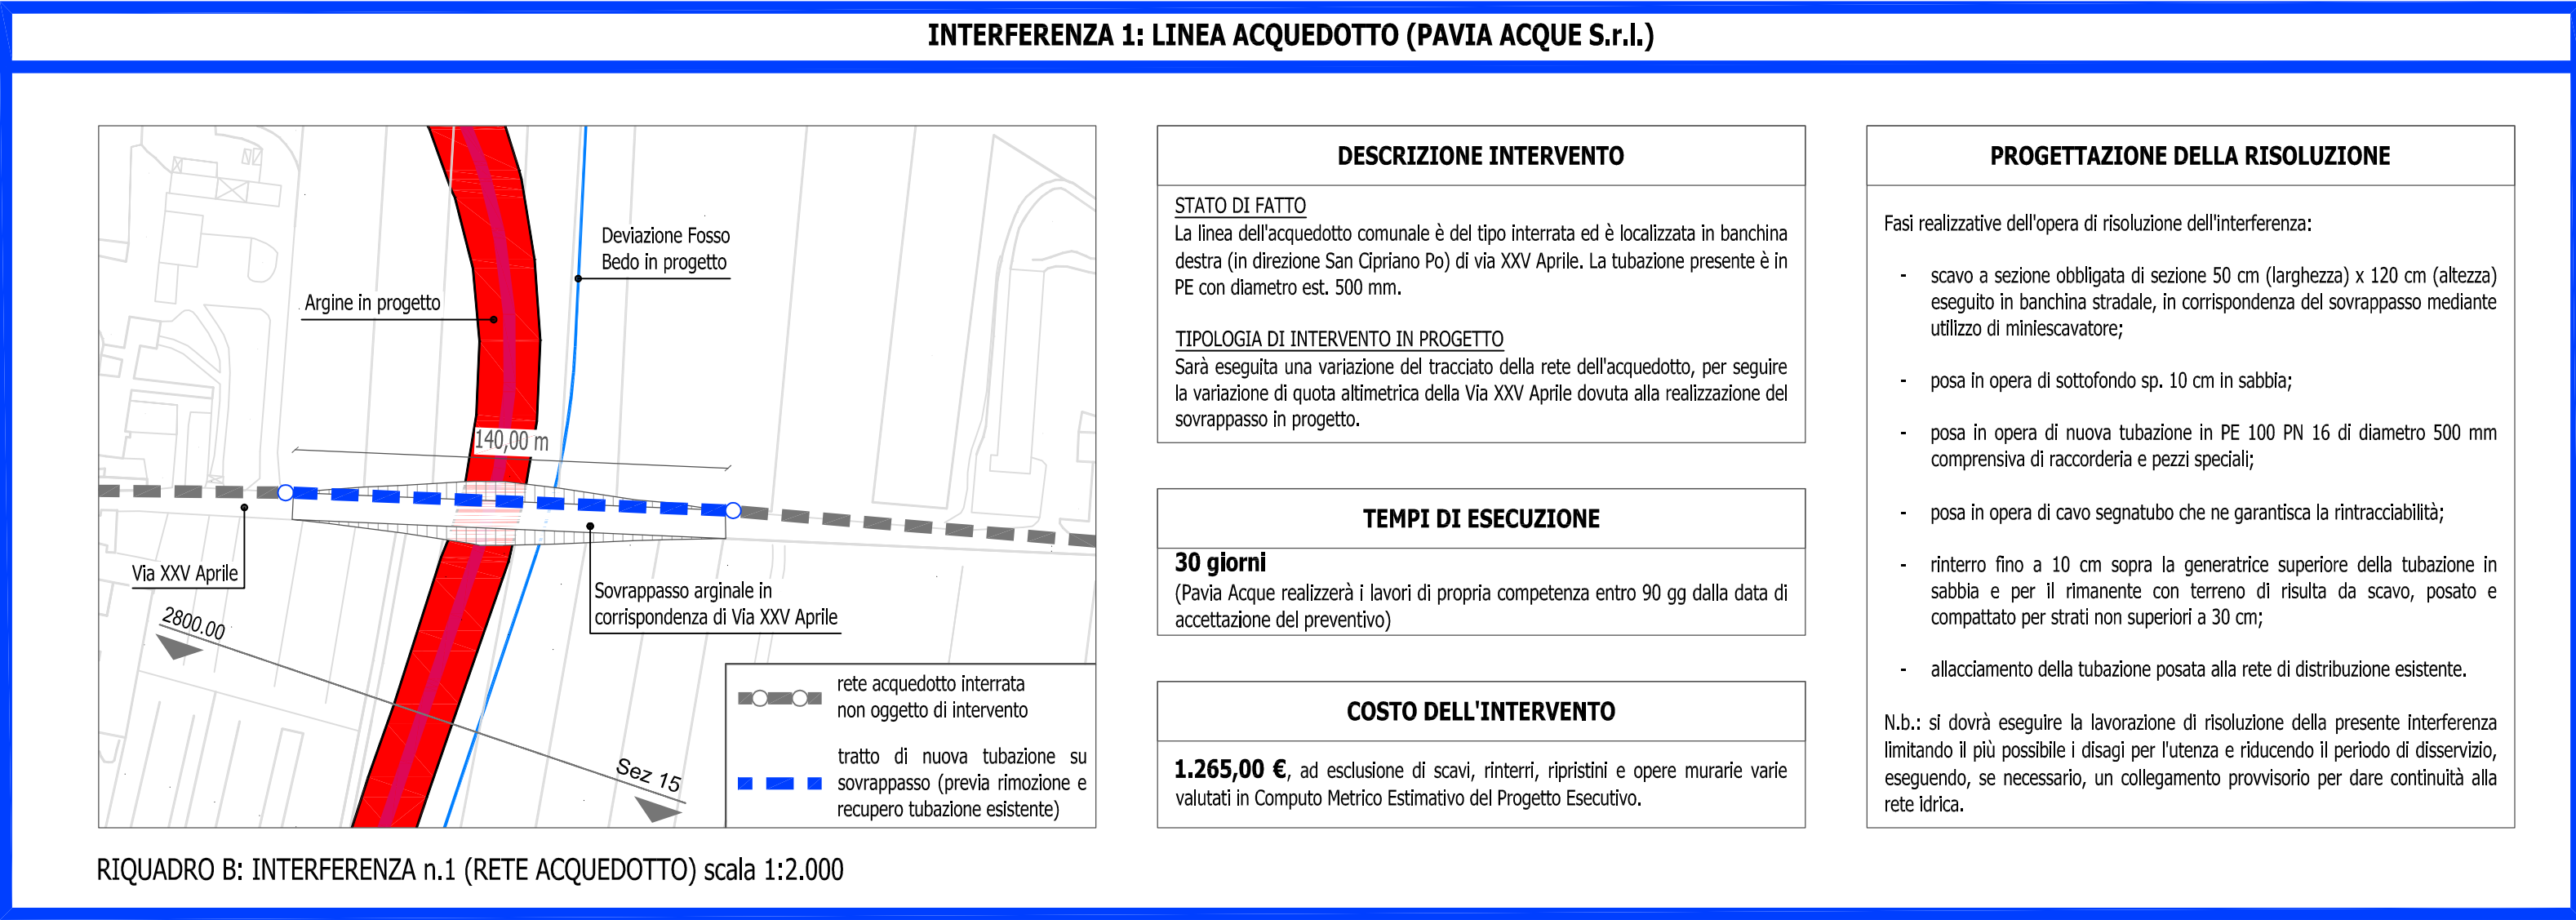 INTERFERENZA 1: LINEA ACQUEDOTTO (PAVIA ACQUE S.r.l.)
Deviazione Fosso
Bedo in progetto
Argine in progetto
140,00 m
Via XXV Aprile
Sovrappasso arginale in
corrispondenza di Via XXV Aprile
2800.00
Sez 15
rete acquedotto interrata
non oggetto di intervento
tratto di nuova tubazione su
sovrappasso (previa rimozione e
recupero tubazione esistente)
RIQUADRO B: INTERFERENZA n.1 (RETE ACQUEDOTTO) scala 1:2.000
DESCRIZIONE INTERVENTO
STATO DI FATTO
La linea dell'acquedotto comunale è del tipo interrata ed è localizzata in banchina
destra (in direzione San Cipriano Po) di via XXV Aprile. La tubazione presente è in
PE con diametro est. 500 mm.
TIPOLOGIA DI INTERVENTO IN PROGETTO
Sarà eseguita una variazione del tracciato della rete dell'acquedotto, per seguire
la variazione di quota altimetrica della Via XXV Aprile dovuta alla realizzazione del
sovrappasso in progetto.
TEMPI DI ESECUZIONE
30 giorni
(Pavia Acque realizzerà i lavori di propria competenza entro 90 gg dalla data di
accettazione del preventivo)
COSTO DELL'INTERVENTO
1.265,00 €, ad esclusione di scavi, rinterri, ripristini e opere murarie varie
valutati in Computo Metrico Estimativo del Progetto Esecutivo.
PROGETTAZIONE DELLA RISOLUZIONE
Fasi realizzative dell'opera di risoluzione dell'interferenza:
- scavo a sezione obbligata di sezione 50 cm (larghezza) x 120 cm (altezza)
eseguito in banchina stradale, in corrispondenza del sovrappasso mediante
utilizzo di miniescavatore;
- posa in opera di sottofondo sp. 10 cm in sabbia;
- posa in opera di nuova tubazione in PE 100 PN 16 di diametro 500 mm
comprensiva di raccorderia e pezzi speciali;
- posa in opera di cavo segnatubo che ne garantisca la rintracciabilità;
- rinterro fino a 10 cm sopra la generatrice superiore della tubazione in
sabbia e per il rimanente con terreno di risulta da scavo, posato e
compattato per strati non superiori a 30 cm;
- allacciamento della tubazione posata alla rete di distribuzione esistente.
N.b.: si dovrà eseguire la lavorazione di risoluzione della presente interferenza
limitando il più possibile i disagi per l'utenza e riducendo il periodo di disservizio,
eseguendo, se necessario, un collegamento provvisorio per dare continuità alla
rete idrica.